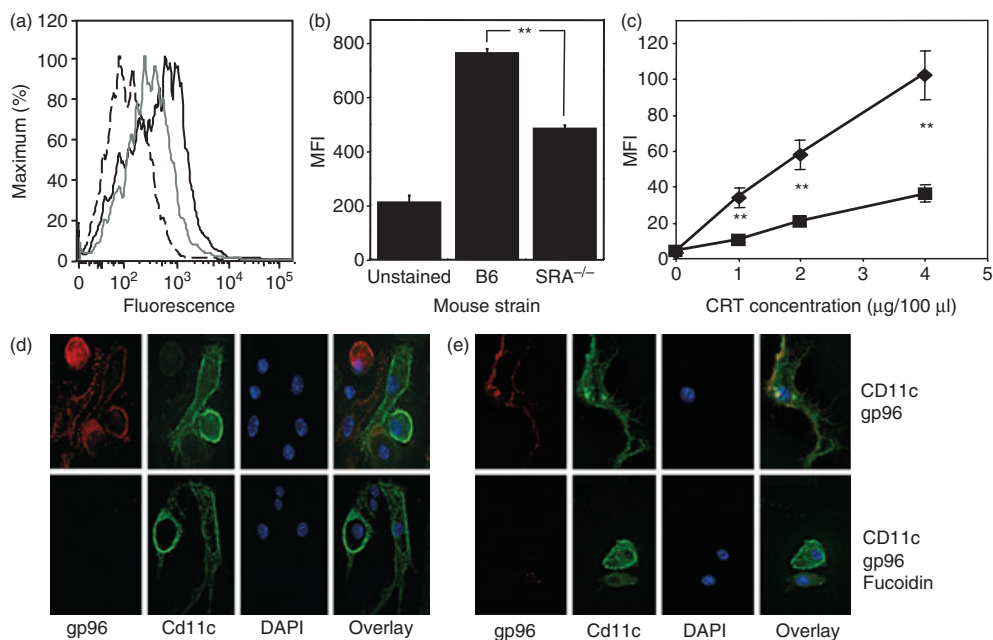 (a)
Maximum (%)
120
100
80
60
40
20
0
0 10² 10³ 10⁴ 10⁵
Fluorescence
(b)
MFI
800
600
400
200
0
**
Unstained B6 SRA⁻/⁻
Mouse strain
(c)
MFI
140
120
100
80
60
40
20
0
**
**
**
0 1 2 3 4 5
CRT concentration (μg/100 μl)
(d)
(e)
CD11c
gp96
CD11c
gp96
Fucoidin
gp96 Cd11c DAPI Overlay
gp96 Cd11c DAPI Overlay